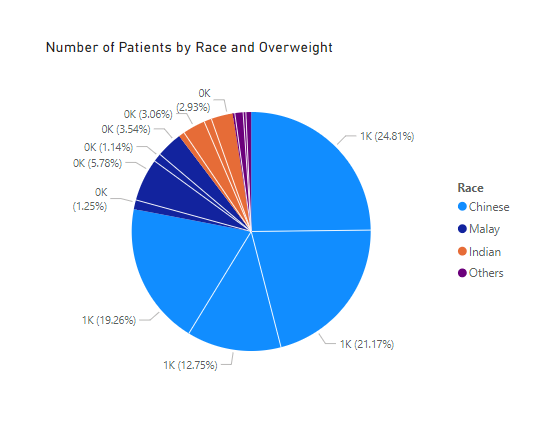 Number of Patients by Race and Overweight
0K
(2.93%)
0K (3.06%)
0K (3.54%)
0K (1.14%)
0K (5.78%)
0K
(1.25%)
1K (19.26%)
1K (12.75%)
1K (21.17%)
1K (24.81%)
Race
Chinese
Malay
Indian
Others